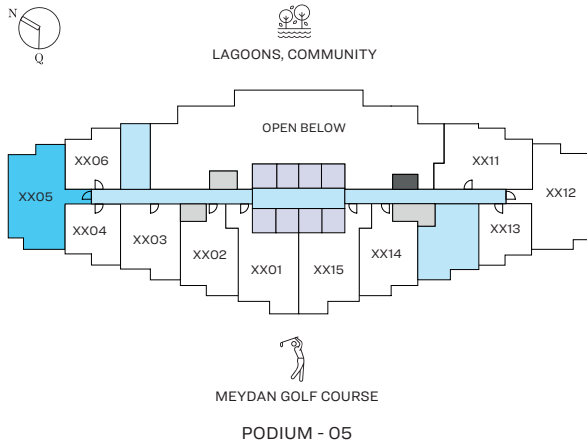 N
Q
LAGOONS, COMMUNITY
OPEN BELOW
XX06
XX11
XX05
XX12
XX04
XX03
XX02
XX01
XX15
XX14
XX13
MEYDAN GOLF COURSE
PODIUM - 05